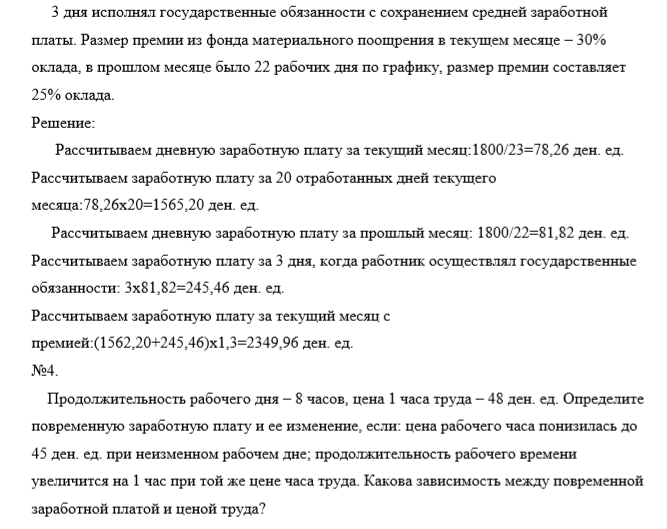 3 дня исполнял государственные обязанности с сохранением средней заработной
платы. Размер премии из фонда материального поощрения в текущем месяце – 30%
оклада, в прошлом месяце было 22 рабочих дня по графику, размер премии составляет
25% оклада.
Решение:
Рассчитываем дневную заработную плату за текущий месяц:1800/23=78,26 ден. ед.
Рассчитываем заработную плату за 20 отработанных дней текущего
месяца:78,26х20=1565,20 ден. ед.
Рассчитываем дневную заработную плату за прошлый месяц: 1800/22=81,82 ден. ед.
Рассчитываем заработную плату за 3 дня, когда работник осуществлял государственные
обязанности: 3х81,82=245,46 ден. ед.
Рассчитываем заработную плату за текущий месяц с
премией:(1562,20+245,46)х1,3=2349,96 ден. ед.
№4.
Продолжительность рабочего дня – 8 часов, цена 1 часа труда – 48 ден. ед. Определите
повременную заработную плату и ее изменение, если: цена рабочего часа понизилась до
45 ден. ед. при неизменном рабочем дне; продолжительность рабочего времени
увеличится на 1 час при той же цене часа труда. Какова зависимость между повременной
заработной платой и ценой труда?